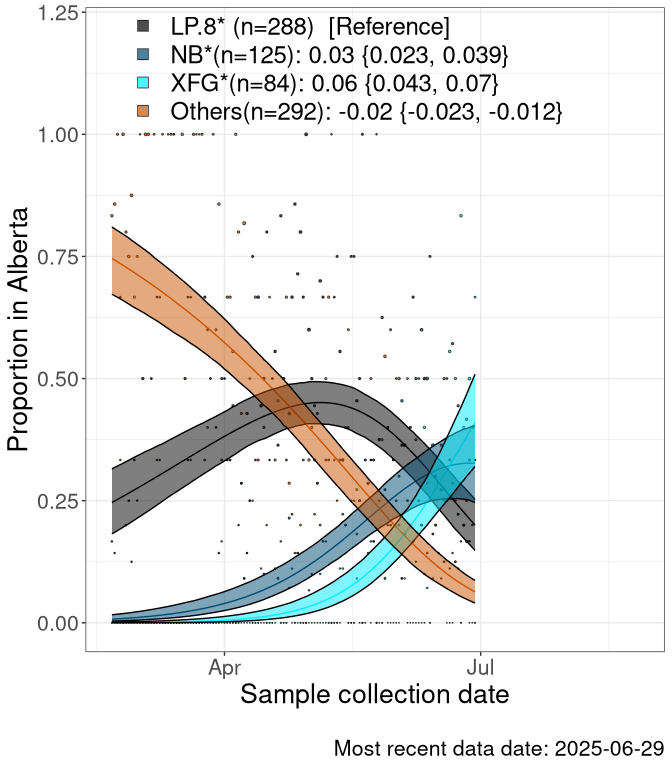 LP.8* (n=288)  [Reference]
NB*(n=125): 0.03 {0.023, 0.039}
XFG*(n=84): 0.06 {0.043, 0.07}
Others(n=292): -0.02 {-0.023, -0.012}
1.25
1.00
0.75
0.50
0.25
0.00
Proportion in Alberta
Apr
Jul
Sample collection date
Most recent data date: 2025-06-29